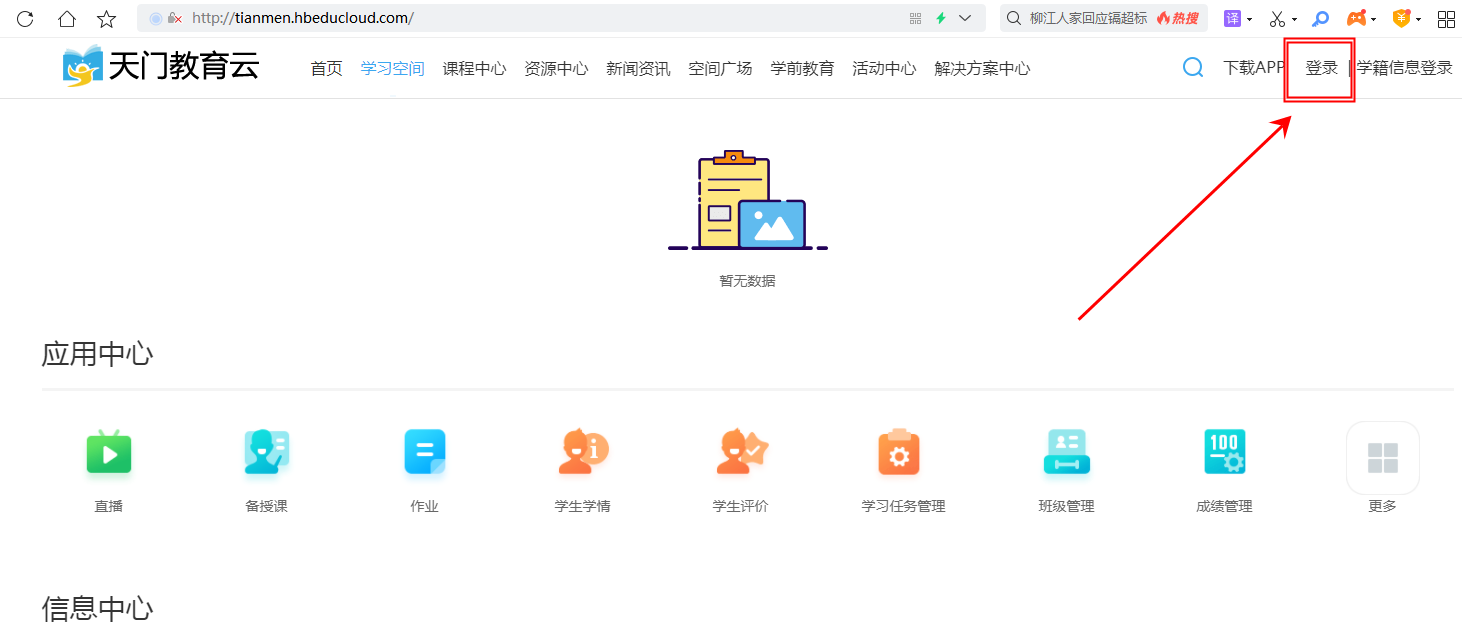 http://tianmen.hbeducloud.com/ 柳江人家回应镉超标 热搜 译
天门教育云 首页 学习空间 课程中心 资源中心 新闻资讯 空间广场 学前教育 活动中心 解决方案中心 下载APP 登录 | 学籍信息登录
暂无数据
应用中心
i 100
直播 备授课 作业 学生学情 学生评价 学习任务管理 班级管理 成绩管理 更多
信息中心